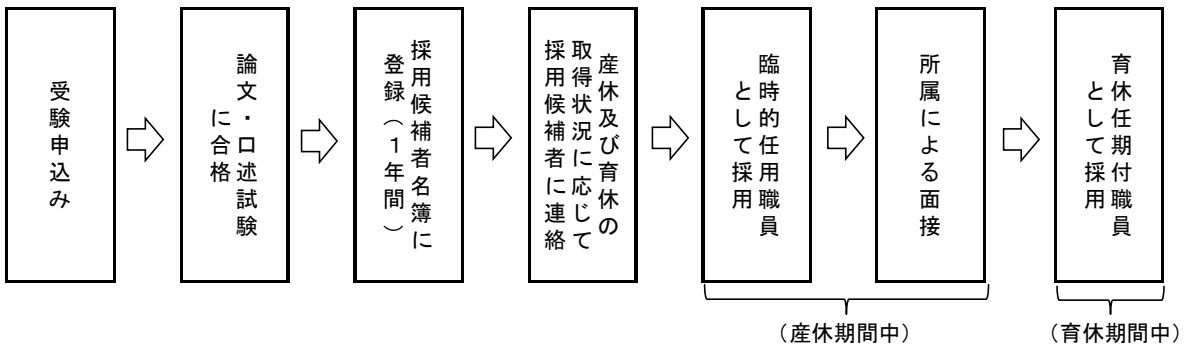 受験申込み
論文・口述試験
に合格
採用候補者名簿に
登録（１年間）
産休及び育休の
取得状況に応じて
採用候補者に連絡
臨時的任用職員
として採用
所属による面接
育休任期付職員
として採用
（産休期間中）
（育休期間中）